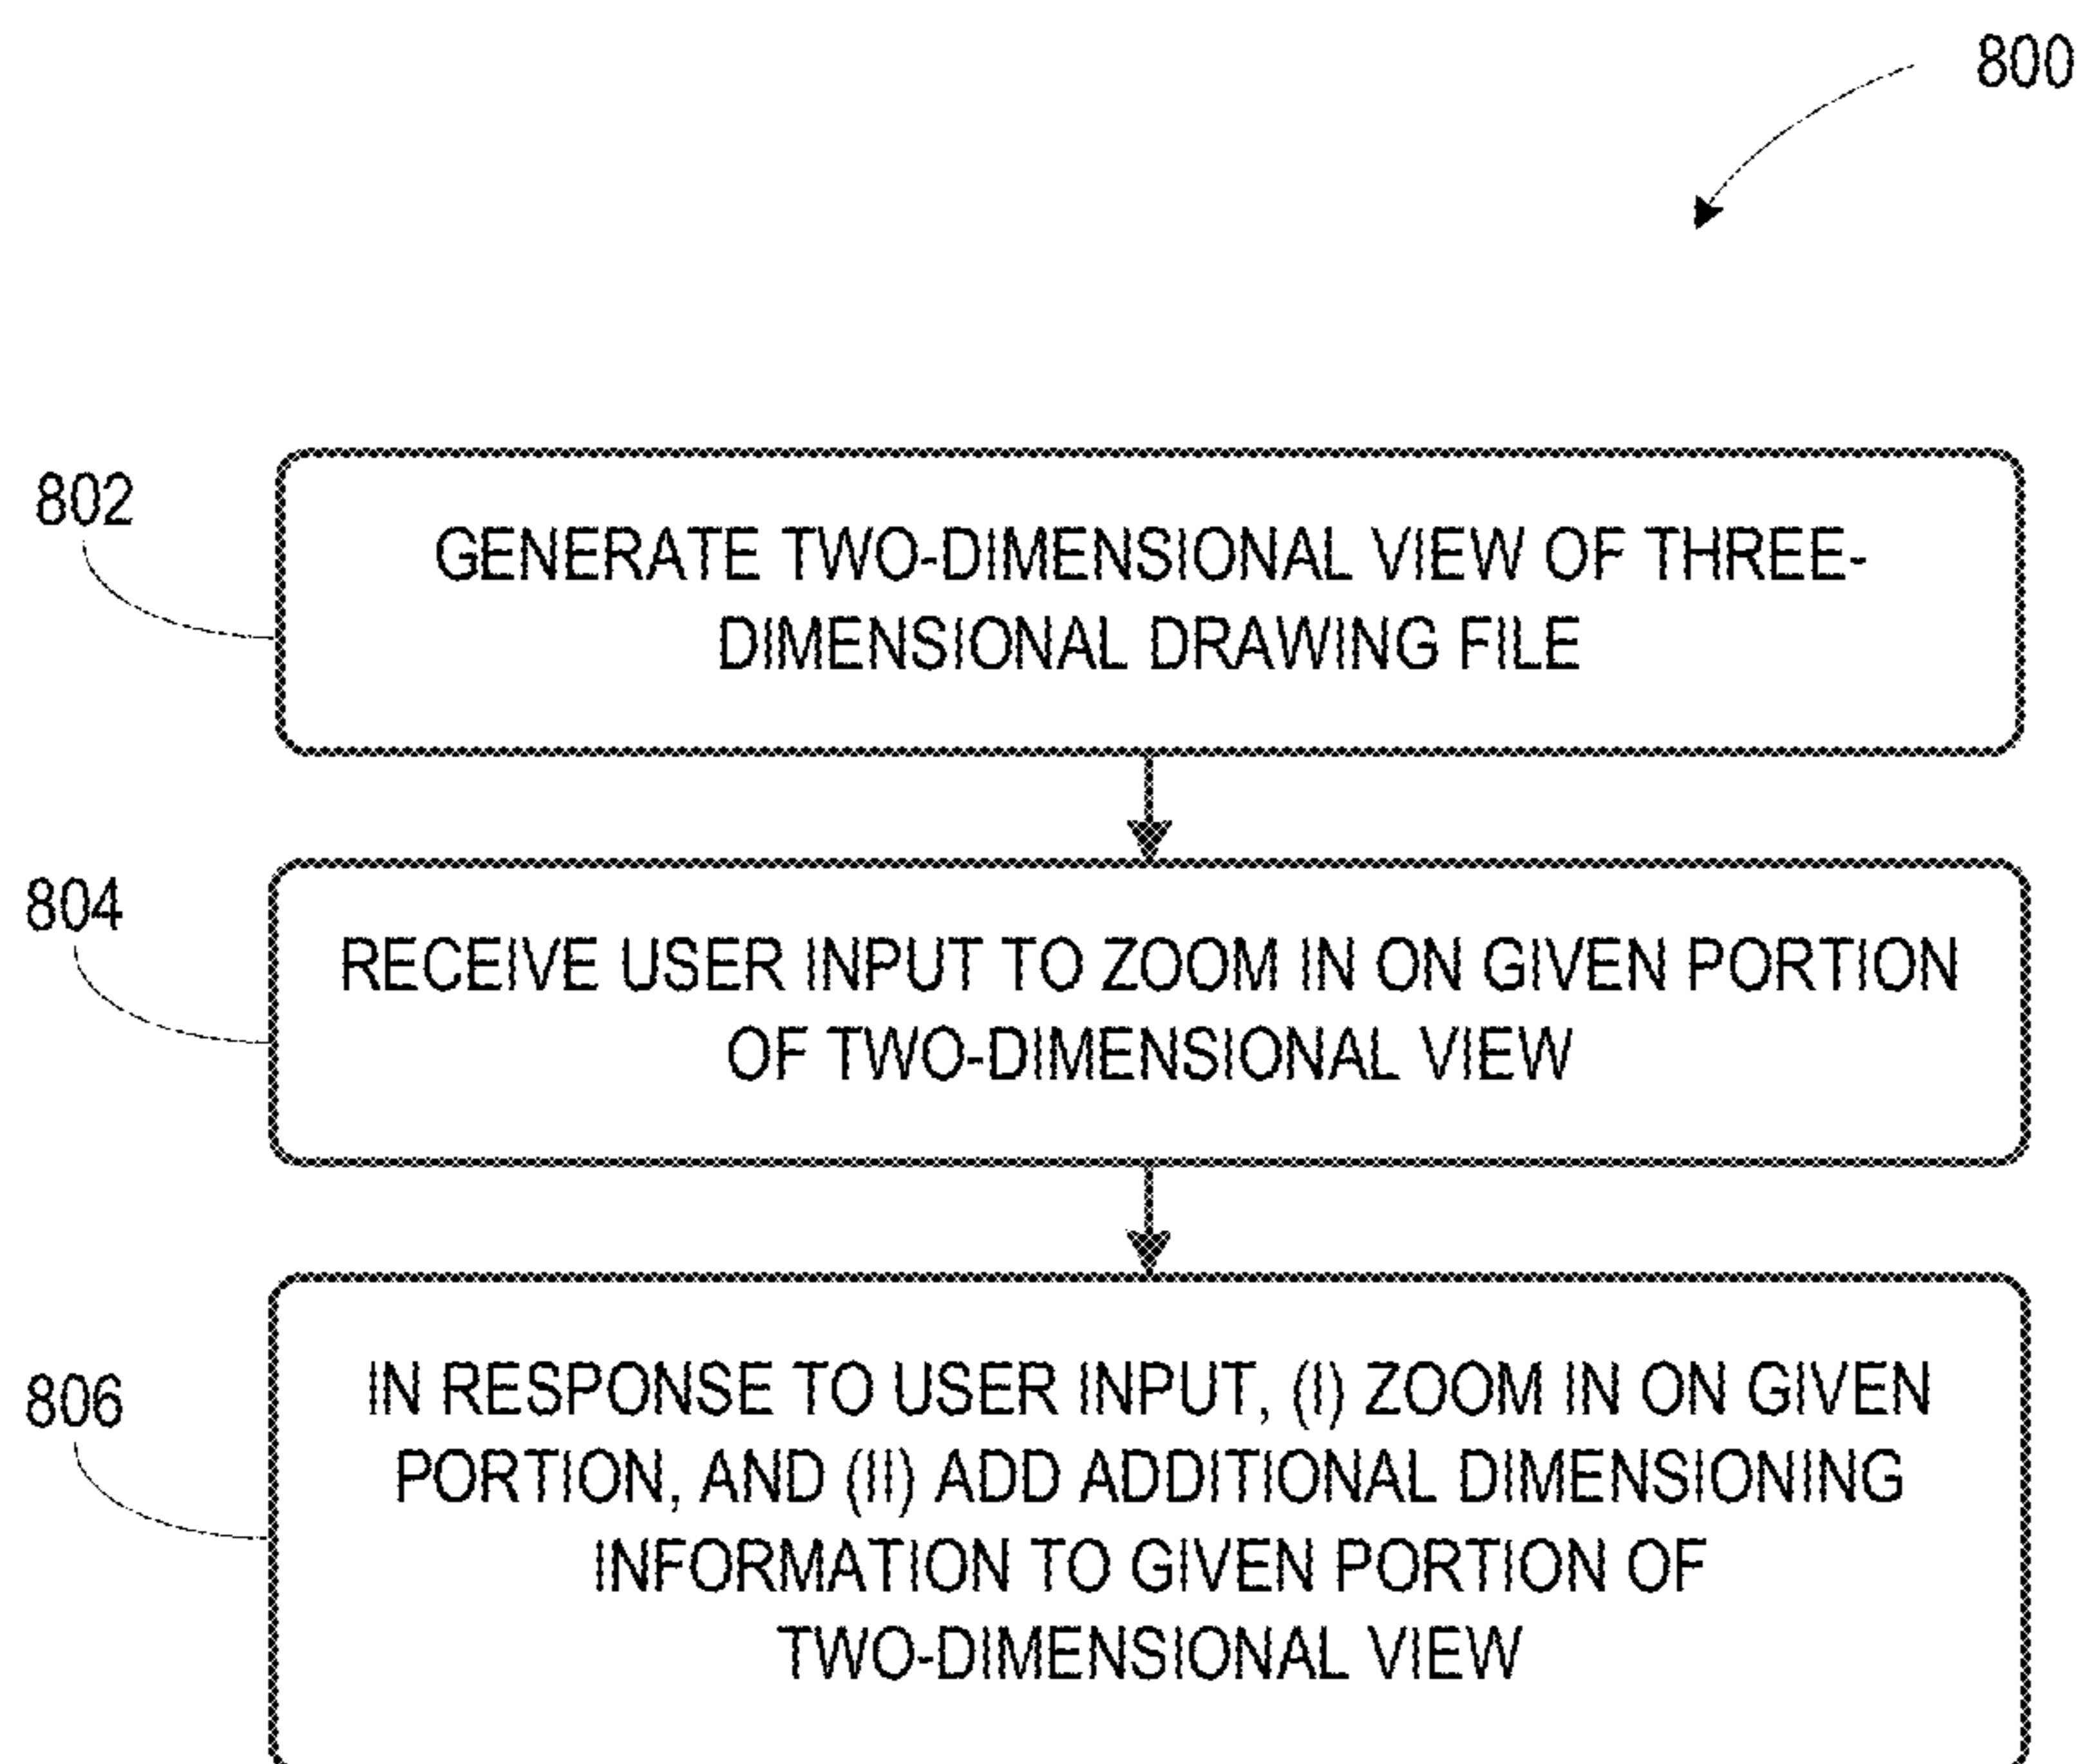 800
802
GENERATE TWO-DIMENSIONAL VIEW OF THREE-
DIMENSIONAL DRAWING FILE
804
RECEIVE USER INPUT TO ZOOM IN ON GIVEN PORTION
OF TWO-DIMENSIONAL VIEW
806
IN RESPONSE TO USER INPUT, (I) ZOOM IN ON GIVEN
PORTION, AND (II) ADD ADDITIONAL DIMENSIONING
INFORMATION TO GIVEN PORTION OF
TWO-DIMENSIONAL VIEW